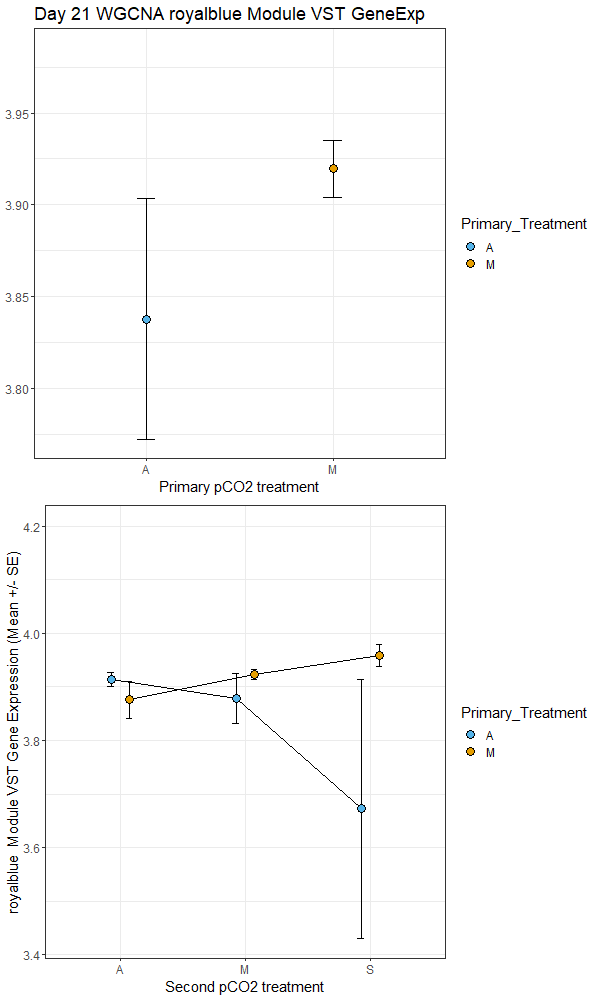 Day 21 WGCNA royalblue Module VST GeneExp
3.95
3.90
3.85
3.80
A
M
Primary pCO2 treatment
Primary_Treatment
A
M
royalblue  Module VST Gene Expression (Mean +/- SE)
4.2
4.0
3.8
3.6
3.4
A
M
S
Second pCO2 treatment
Primary_Treatment
A
M